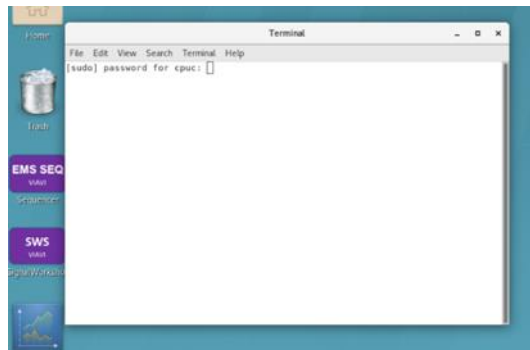 Home
Terminal
File Edit View Search Terminal Help
[sudo] password for cpuc:
Trash
EMS SEQ
VIAVI
Sequencer
SWS
VIAVI
SignalWorksho